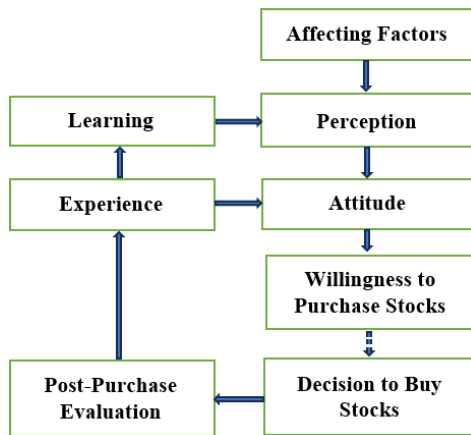 Affecting Factors
Learning
Perception
Experience
Attitude
Willingness to
Purchase Stocks
Post-Purchase
Evaluation
Decision to Buy
Stocks